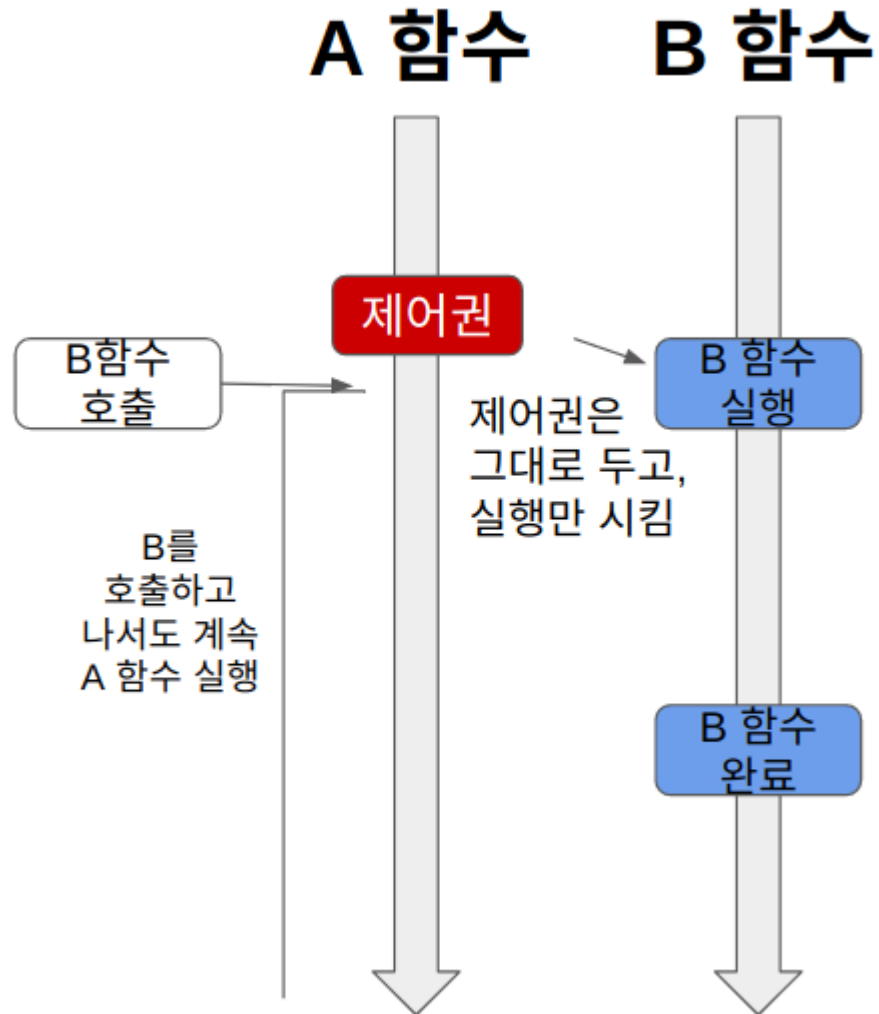 A 함수
B 함수
제어권
B함수
호출
B 함수
실행
제어권은
그대로 두고,
실행만 시킴
B를
호출하고
나서도 계속
A 함수 실행
B 함수
완료